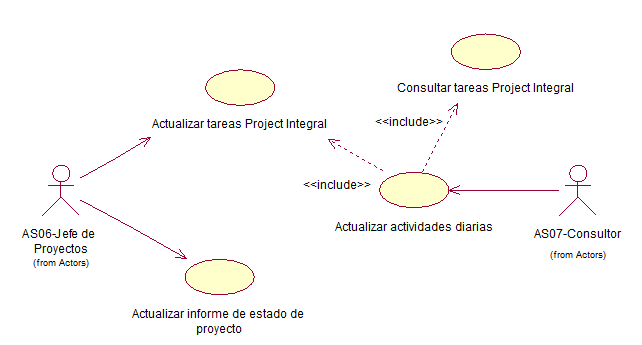 Consultar tareas Project Integral
Actualizar tareas Project Integral
<<include>>
<<include>>
Actualizar actividades diarias
AS06-Jefe de
Proyectos
(from Actors)
AS07-Consultor
(from Actors)
Actualizar informe de estado de
proyecto